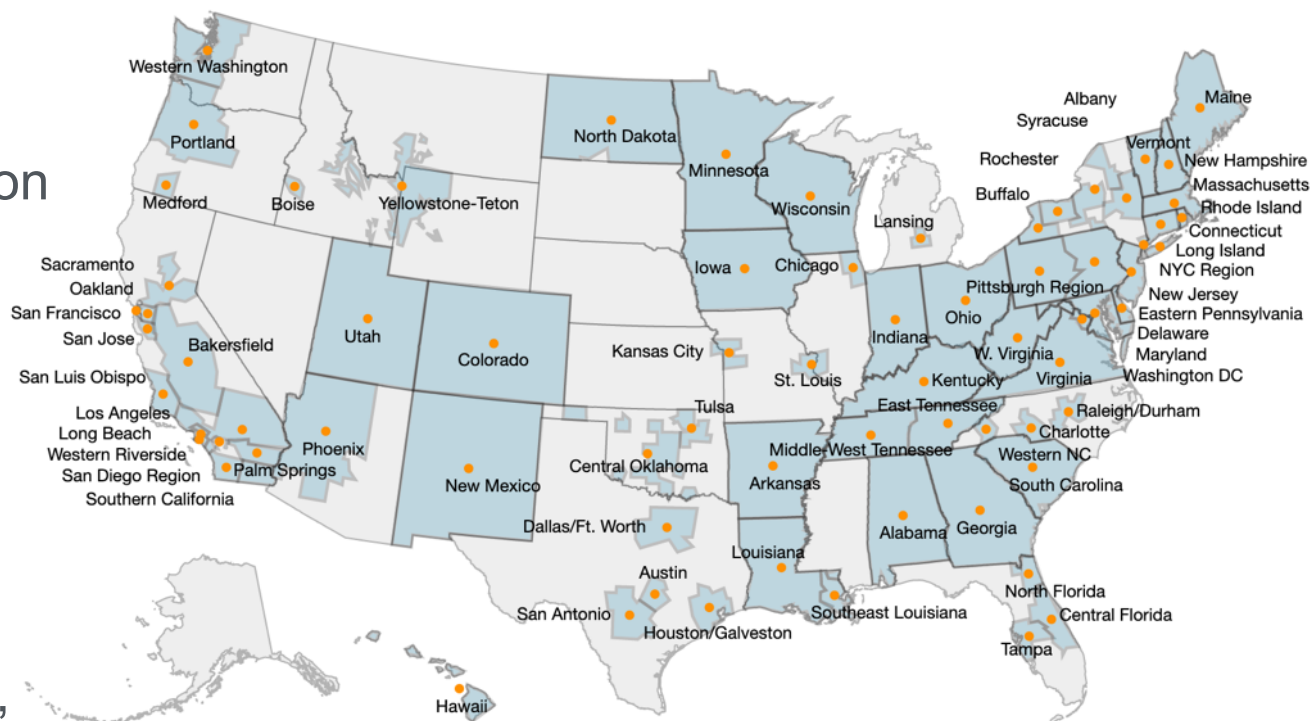 Western Washington
Portland
on
Medford
Boise
Yellowstone-Teton
North Dakota
Minnesota
Wisconsin
Lansing
Iowa
Chicago
Albany
Syracuse
Rochester
Buffalo
Maine
Vermont
New Hampshire
Massachusetts
Rhode Island
Connecticut
Long Island
NYC Region
New Jersey
Eastern Pennsylvania
Delaware
Maryland
Washington DC
Pittsburgh Region
Ohio
Indiana
W. Virginia
Virginia
Kentucky
East Tennessee
Middle-West Tennessee
Raleigh/Durham
Charlotte
Western NC
South Carolina
Sacramento
Oakland
San Francisco
San Jose
Bakersfield
San Luis Obispo
Los Angeles
Long Beach
Western Riverside
San Diego Region
Palm Springs
Southern California
Utah
Colorado
Phoenix
New Mexico
Kansas City
St. Louis
Tulsa
Central Oklahoma
Arkansas
Dallas/Ft. Worth
Louisiana
Alabama
Georgia
Austin
San Antonio
Houston/Galveston
Southeast Louisiana
North Florida
Central Florida
Tampa
Hawaii
,